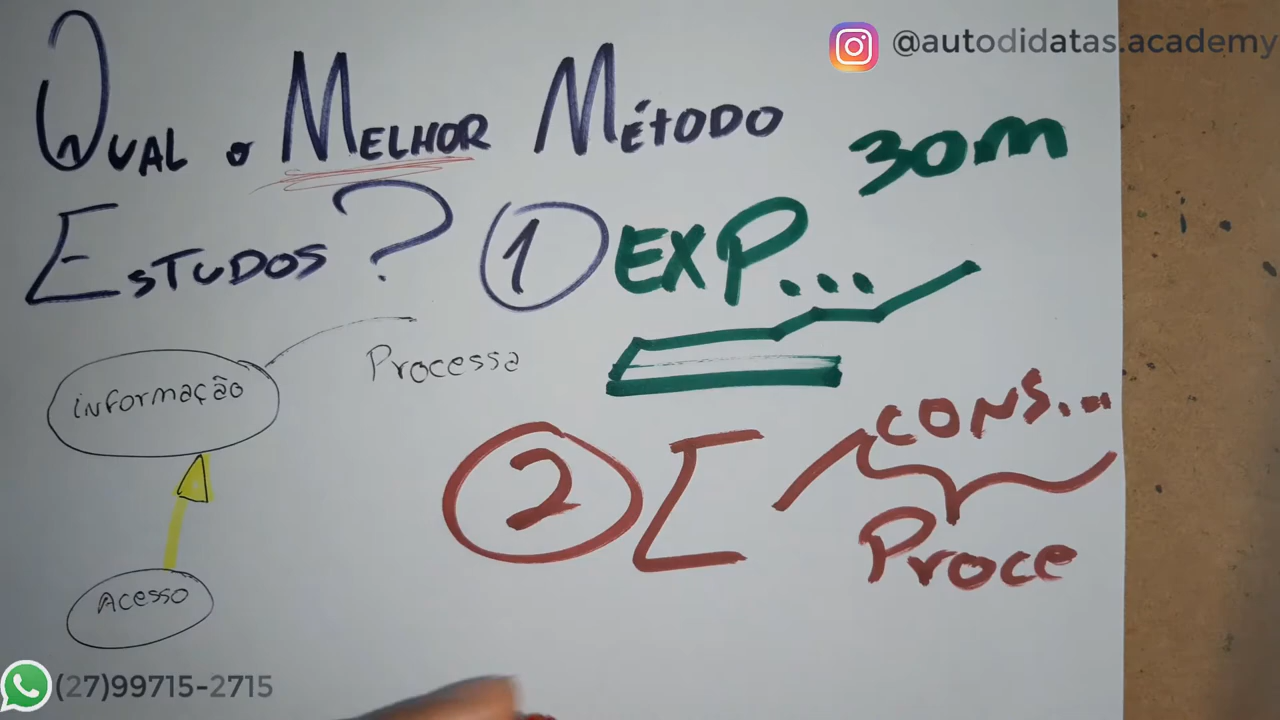 @autodidatas.academy
QUAL o MELHOR MÉTODO
30m
ESTUDOS? 1 EXP...
Processa
informação
CONS...
2
Proce
Acesso
(27)99715-2715